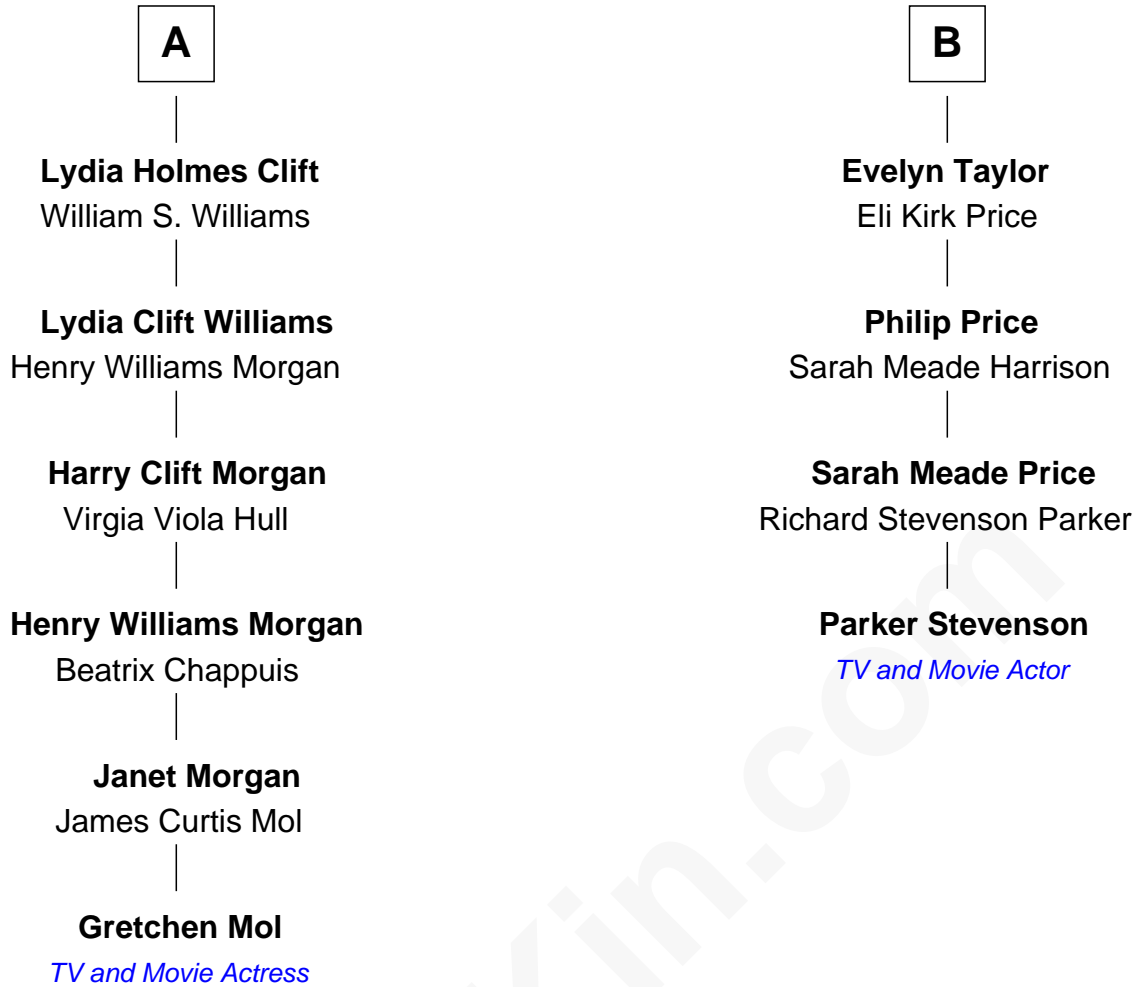 A
Lydia Holmes Clift
William S. Williams
Lydia Clift Williams
Henry Williams Morgan
Harry Clift Morgan
Virgia Viola Hull
Henry Williams Morgan
Beatrix Chappuis
Janet Morgan
James Curtis Mol
Gretchen Mol
TV and Movie Actress
B
Evelyn Taylor
Eli Kirk Price
Philip Price
Sarah Meade Harrison
Sarah Meade Price
Richard Stevenson Parker
Parker Stevenson
TV and Movie Actor
Kin.com